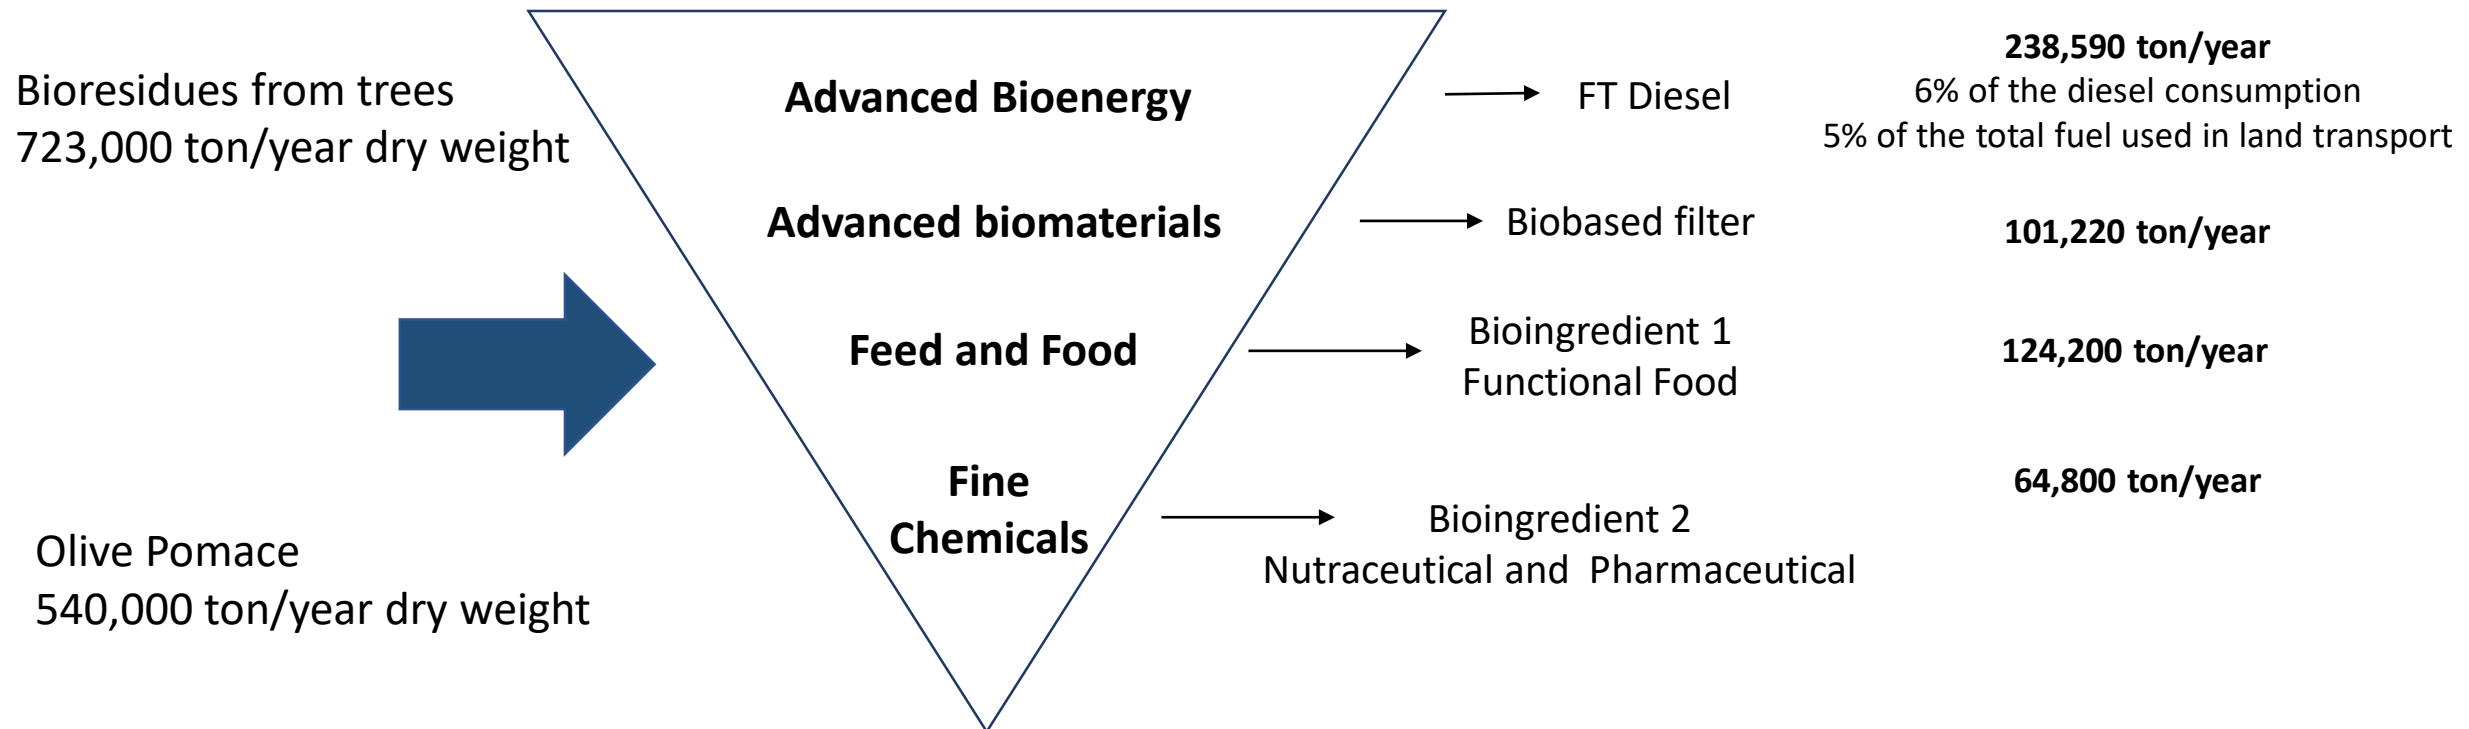 Bioresidues from trees
723,000 ton/year dry weight
Olive Pomace
540,000 ton/year dry weight
Advanced Bioenergy
FT Diesel
238,590 ton/year
6% of the diesel consumption
5% of the total fuel used in land transport
Advanced biomaterials
Biobased filter
101,220 ton/year
Feed and Food
Bioingredient 1
Functional Food
124,200 ton/year
Fine
Chemicals
Bioingredient 2
Nutraceutical and Pharmaceutical
64,800 ton/year